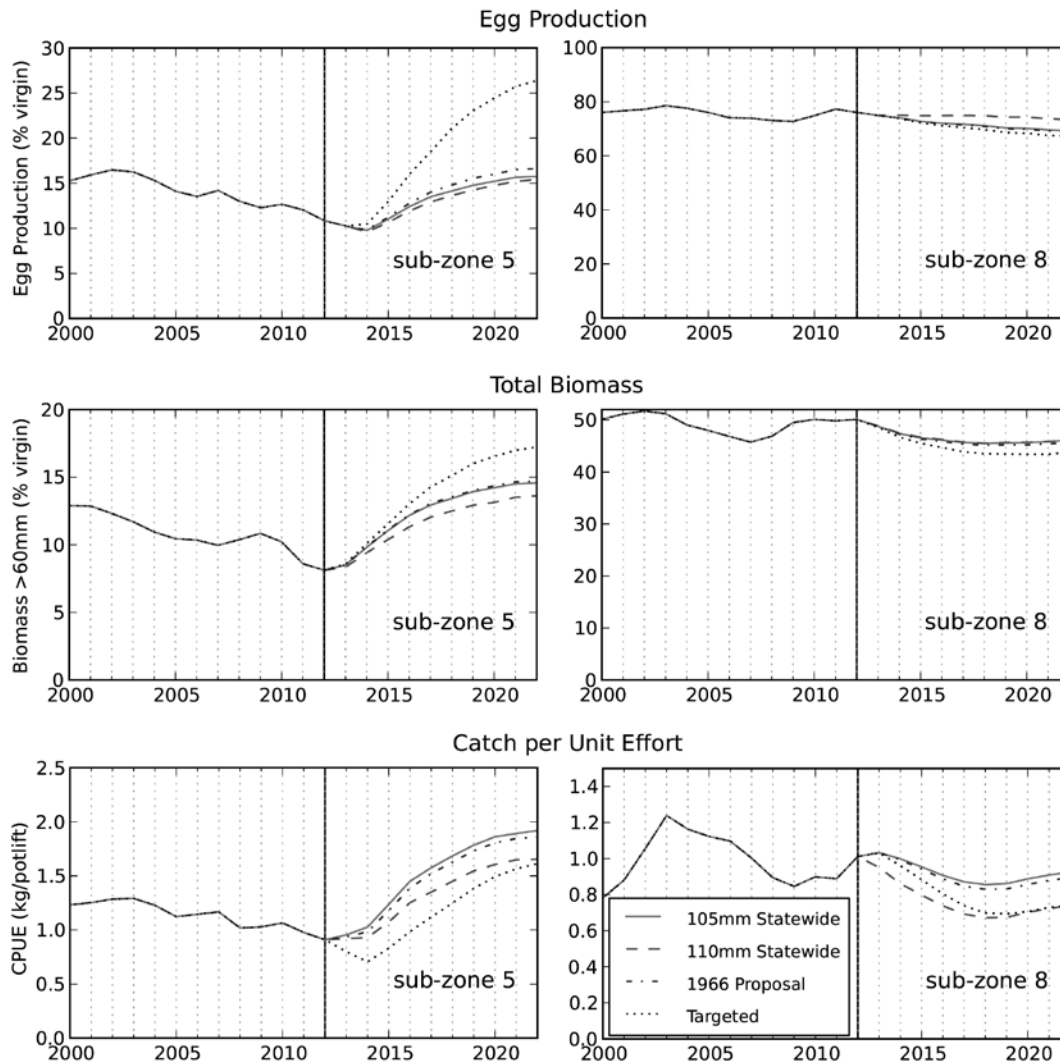 Egg Production
Egg Production (% virgin)
30
25
20
15
10
5
0
2000 2005 2010 2015 2020
sub-zone 5
100
80
60
40
20
0
2000 2005 2010 2015 2020
sub-zone 8
Total Biomass
Biomass >60mm (% virgin)
20
15
10
5
0
2000 2005 2010 2015 2020
sub-zone 5
50
40
30
20
10
0
2000 2005 2010 2015 2020
sub-zone 8
Catch per Unit Effort
CPUE (kg/potlift)
2.5
2.0
1.5
1.0
0.5
0.0
2000 2005 2010 2015 2020
sub-zone 5
1.4
1.2
1.0
0.8
0.6
0.4
0.2
0.0
2000 2005 2010 2015 2020
105mm Statewide
110mm Statewide
1966 Proposal
Targeted
sub-zone 8